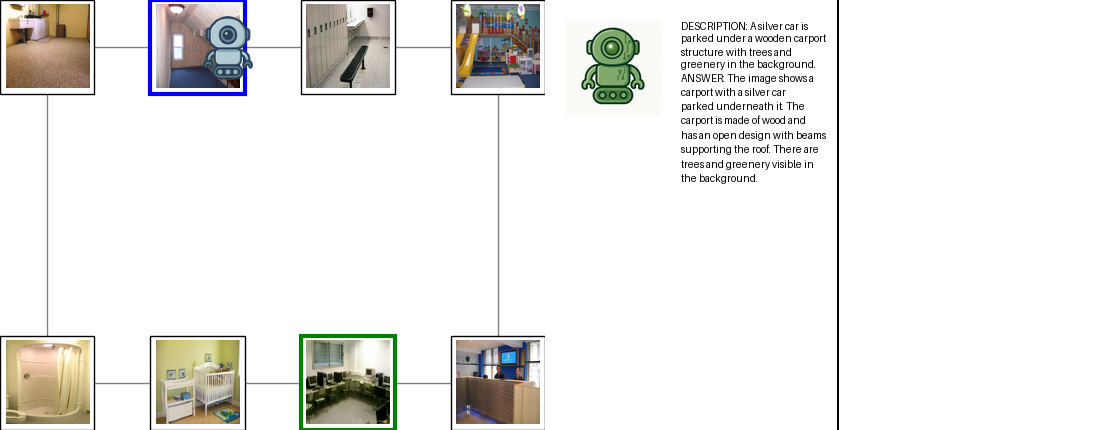 DESCRIPTION: A silver car is
parked under a wooden carport
structure with trees and
greenery in the background.
ANSWER: The image shows a
carport with a silver car
parked underneath it. The
carport is made of wood and
has an open design with beams
supporting the roof. There are
trees and greenery visible in
the background.